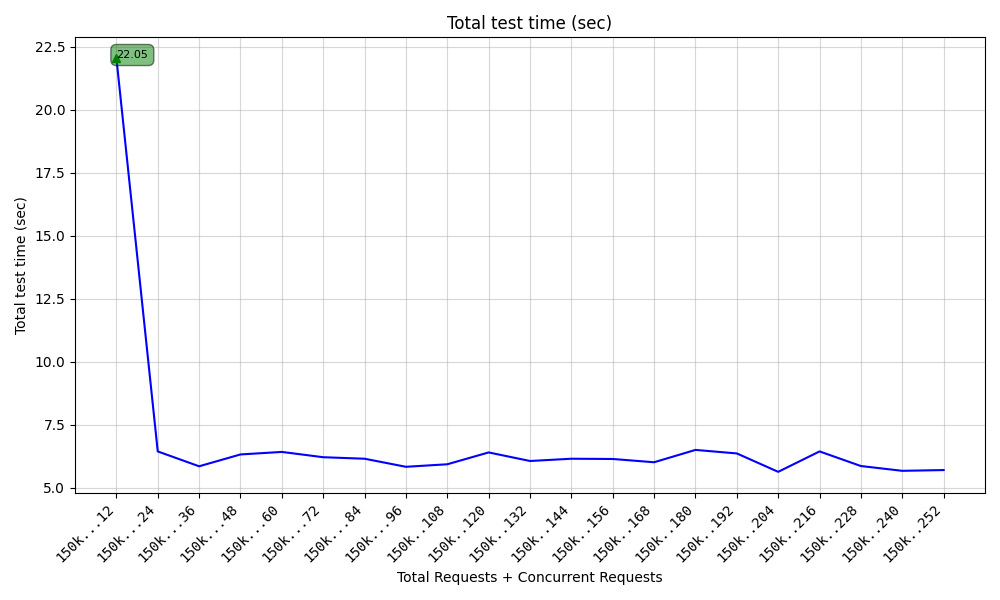 Total test time (sec)
22.5
22.05
20.0
17.5
15.0
12.5
10.0
7.5
5.0
Total test time (sec)
150k...12
150k...24
150k...36
150k...48
150k...60
150k...72
150k...84
150k...96
150k..108
150k..120
150k..132
150k..144
150k..156
150k..168
150k..180
150k..192
150k..204
150k..216
150k..228
150k..240
150k..252
Total Requests + Concurrent Requests